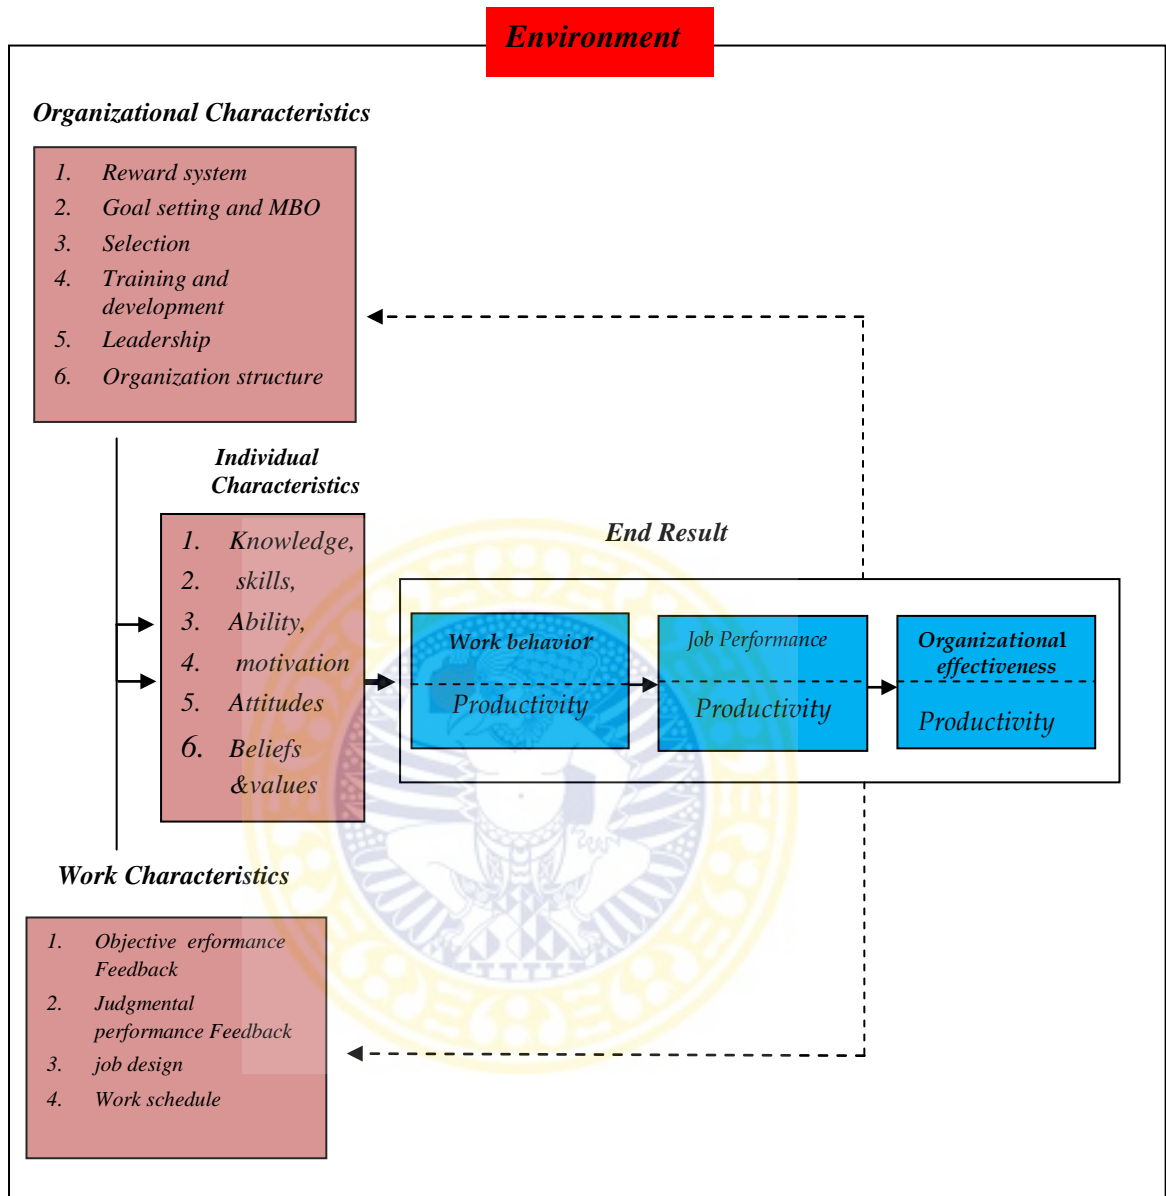 Environment
Organizational Characteristics
1. Reward system
2. Goal setting and MBO
3. Selection
4. Training and
development
5. Leadership
6. Organization structure
Individual
Characteristics
1. Knowledge,
2. skills,
3. Ability,
4. motivation
5. Attitudes
6. Beliefs
&values
End Result
Work behavior
Productivity
Job Performance
Productivity
Organizational
effectiveness
Productivity
Work Characteristics
1. Objective erformance
Feedback
2. Judgmental
performance Feedback
3. job design
4. Work schedule